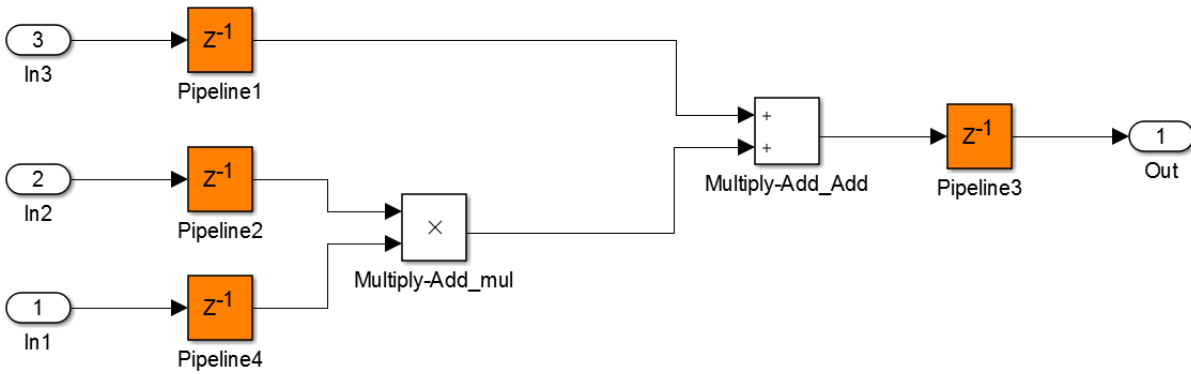 3
In3
Z-1
Pipeline1
2
In2
Z-1
Pipeline2
1
In1
Z-1
Pipeline4
×
Multiply-Add_mul
+
+
Multiply-Add_Add
Z-1
Pipeline3
1
Out